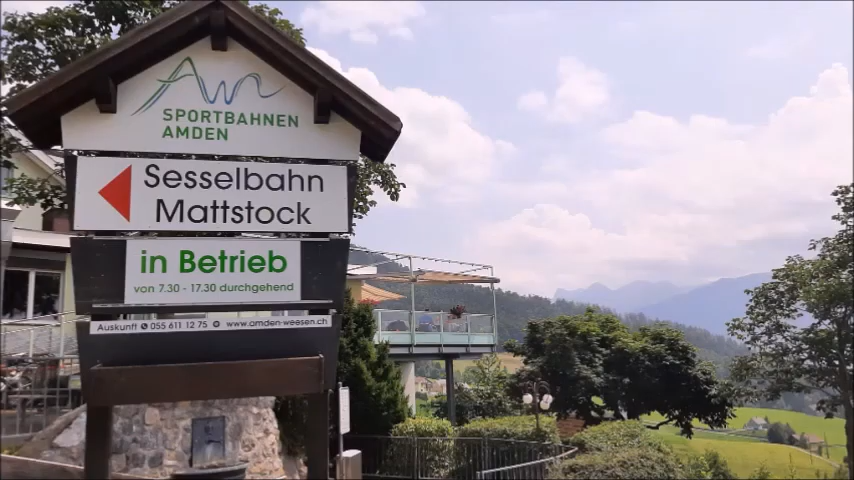 SPORTBAHNEN
AMDEN
Sesselbahn
Mattstock
in Betrieb
von 7.30 - 17.30 durchgehend
Auskunft 055 611 12 75 www.amden-weesen.ch